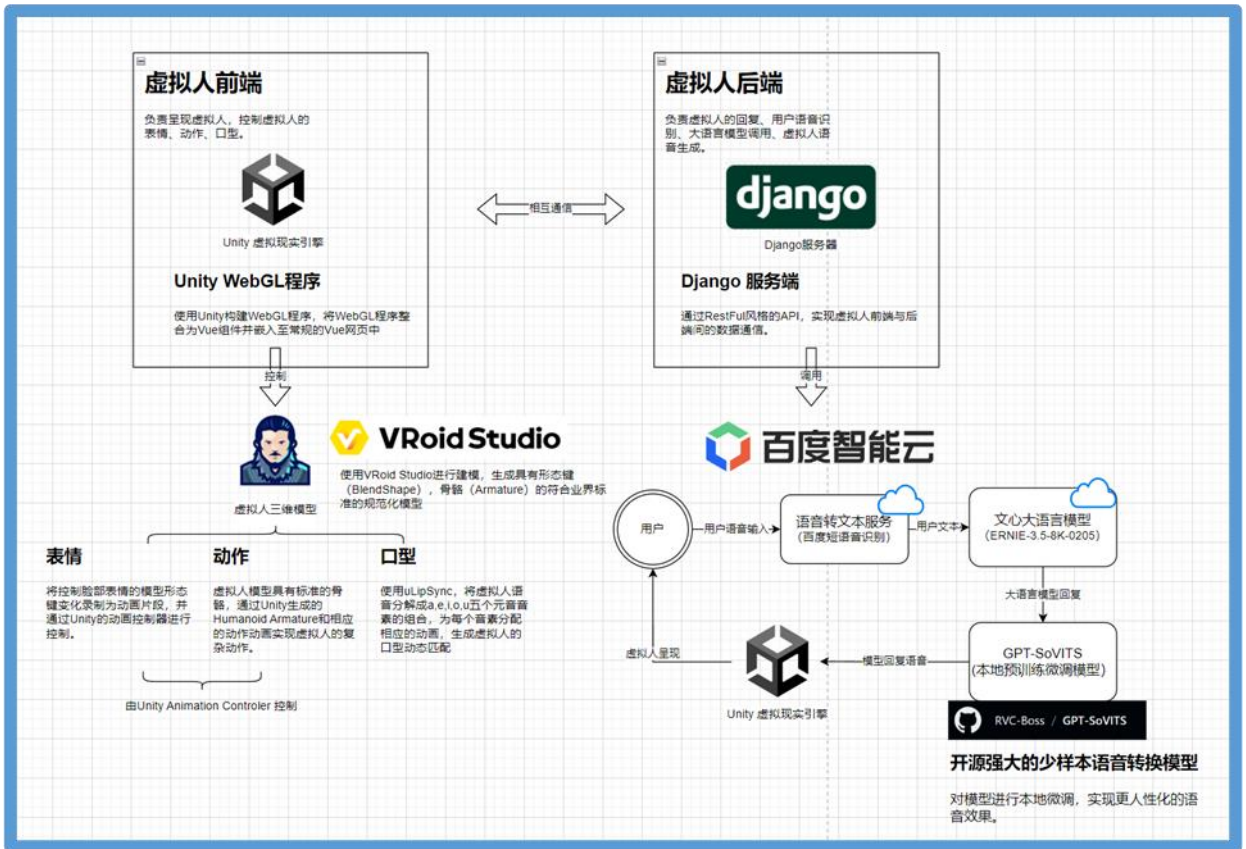 虚拟人前端
负责呈现虚拟人，控制虚拟人的
表情、动作、口型。
Unity 虚拟现实引擎
Unity WebGL程序
使用Unity构建WebGL程序，将WebGL程序整
合为Vue组件并嵌入至常规的Vue网页中
相互通信
虚拟人后端
负责虚拟人的回复、用户语音识
别、大语言模型调用、虚拟人语
音生成。
django
Django服务器
Django 服务端
通过RestFul风格的API，实现虚拟人前端与后
端间的数据通信。
控制
调用
虚拟人三维模型
VRoid Studio
使用VRoid Studio进行建模，生成具有形态键
（BlendShape），骨骼（Armature）的符合业界标
准的规范化模型
表情
将控制脸部表情的模型形态
键变化录制为动画片段，并
通过Unity的动画控制器进行
控制。
动作
虚拟人模型具有标准的骨
骼，通过Unity生成的
Humanoid Armature和相应
的动作动画实现虚拟人的复
杂动作。
口型
使用uLipSync，将虚拟人语
音分解成a,e,i,o,u五个元音音
素的组合，为每个音素分配
相应的动画，生成虚拟人的
口型动态匹配
由Unity Animation Controler 控制
百度智能云
用户
用户语音输入
语音转文本服务
(百度短语音识别)
用户文本
文心大语言模型
(ERNIE-3.5-8K-0205)
大语言模型回复
GPT-SoVITS
(本地预训练微调模型)
模型回复语音
Unity 虚拟现实引擎
虚拟人呈现
RVC-Boss / GPT-SoVITS
开源强大的少样本语音转换模型
对模型进行本地微调，实现更人性化的语
音效果。